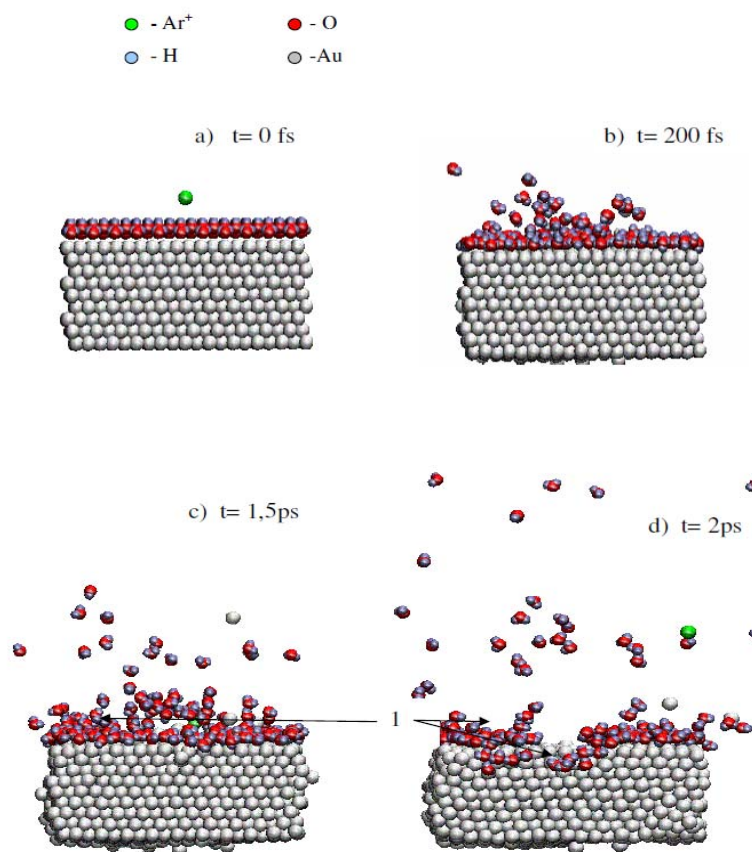 - Ar⁺ - O
- H -Au
a) t= 0 fs b) t= 200 fs
c) t= 1,5ps
d) t= 2ps
1